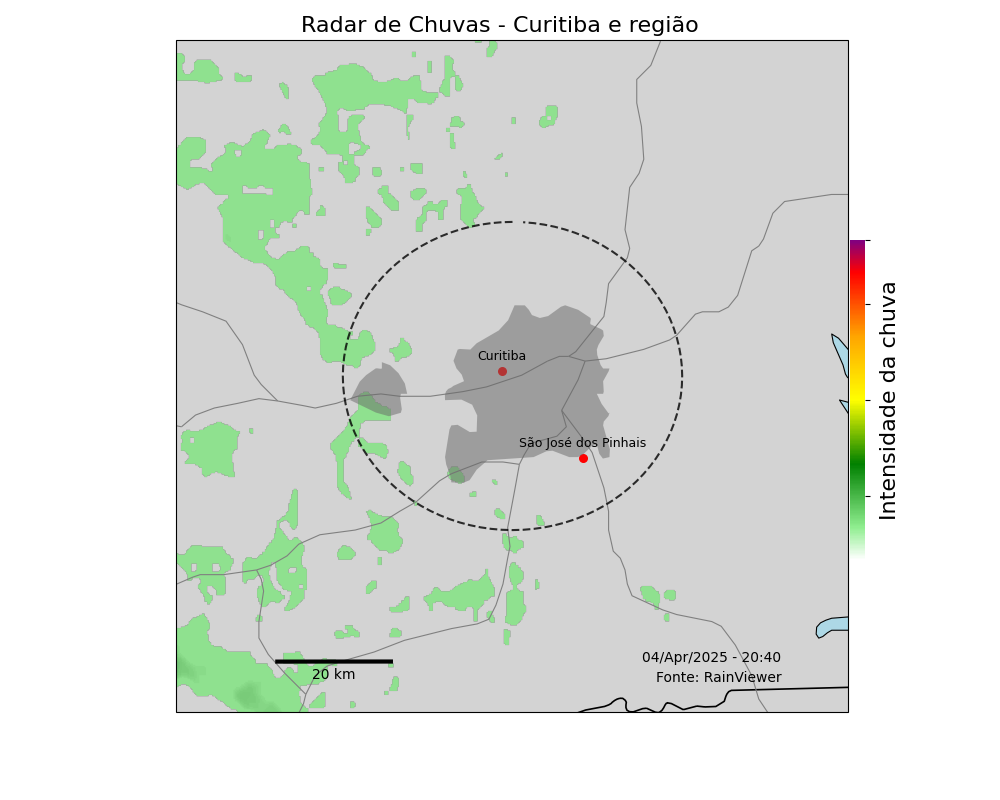 Radar de Chuvas - Curitiba e região
Curitiba
São José dos Pinhais
Intensidade da chuva
04/Apr/2025 - 20:40
20 km
Fonte: RainViewer